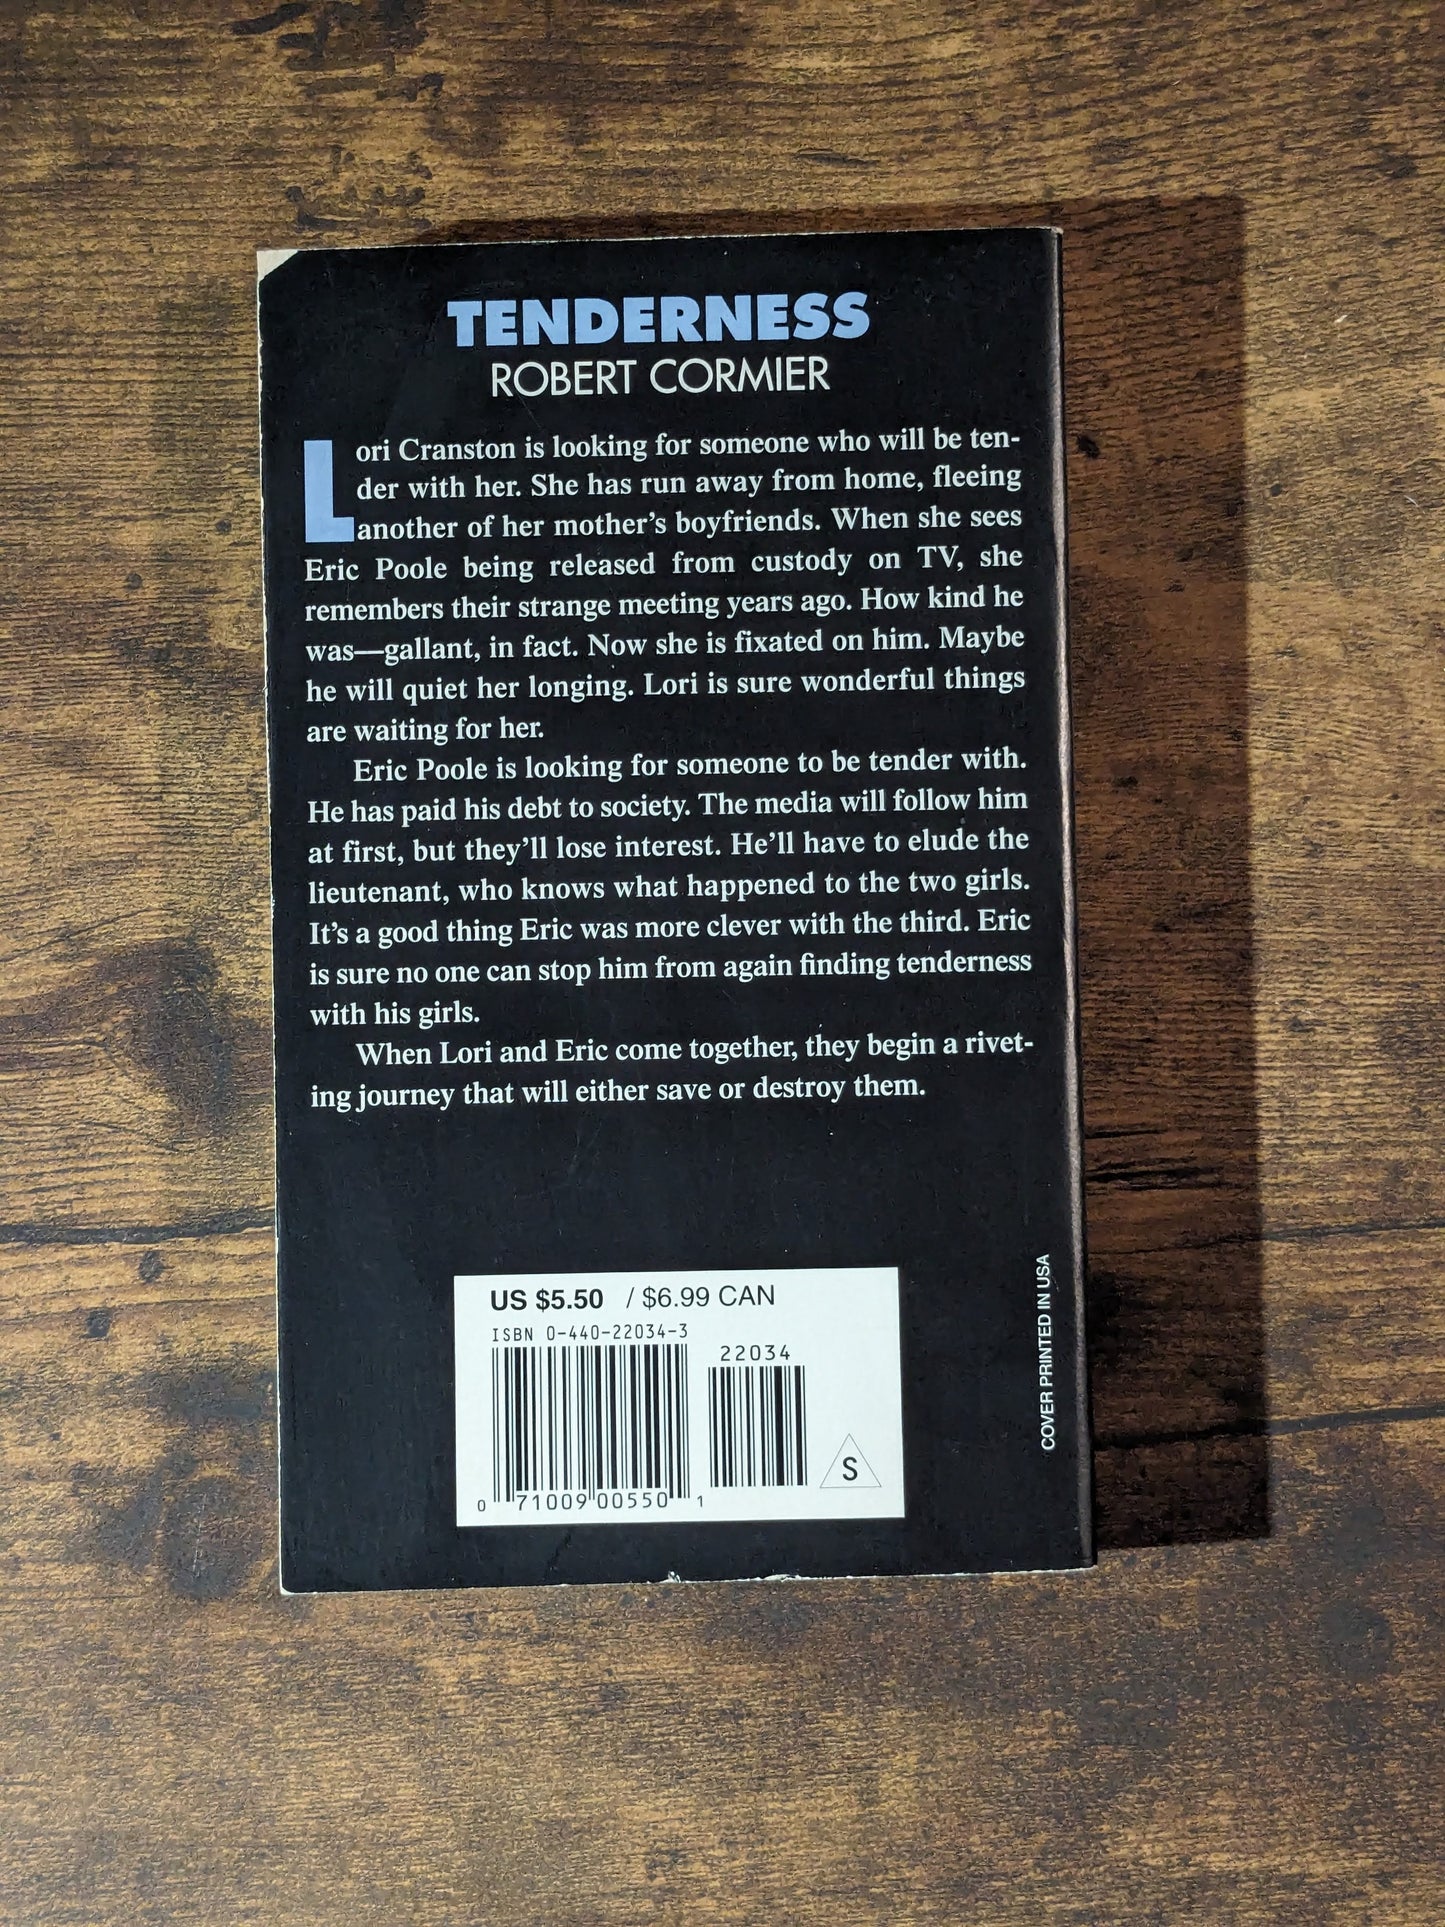 TENDERNESS
ROBERT CORMIER
Lori Cranston is looking for someone who will be ten-
der with her. She has run away from home, fleeing
another of her mother's boyfriends. When she sees
Eric Poole being released from custody on TV, she
remembers their strange meeting years ago. How kind he
was—gallant, in fact. Now she is fixated on him. Maybe
he will quiet her longing. Lori is sure wonderful things
are waiting for her.
Eric Poole is looking for someone to be tender with.
He has paid his debt to society. The media will follow him
at first, but they'll lose interest. He'll have to elude the
lieutenant, who knows what happened to the two girls.
It's a good thing Eric was more clever with the third. Eric
is sure no one can stop him from again finding tenderness
with his girls.
When Lori and Eric come together, they begin a rivet-
ing journey that will either save or destroy them.
US $5.50 / $6.99 CAN
ISBN 0-440-22034-3
22034
0 71009 00550 1
S
COVER PRINTED IN USA